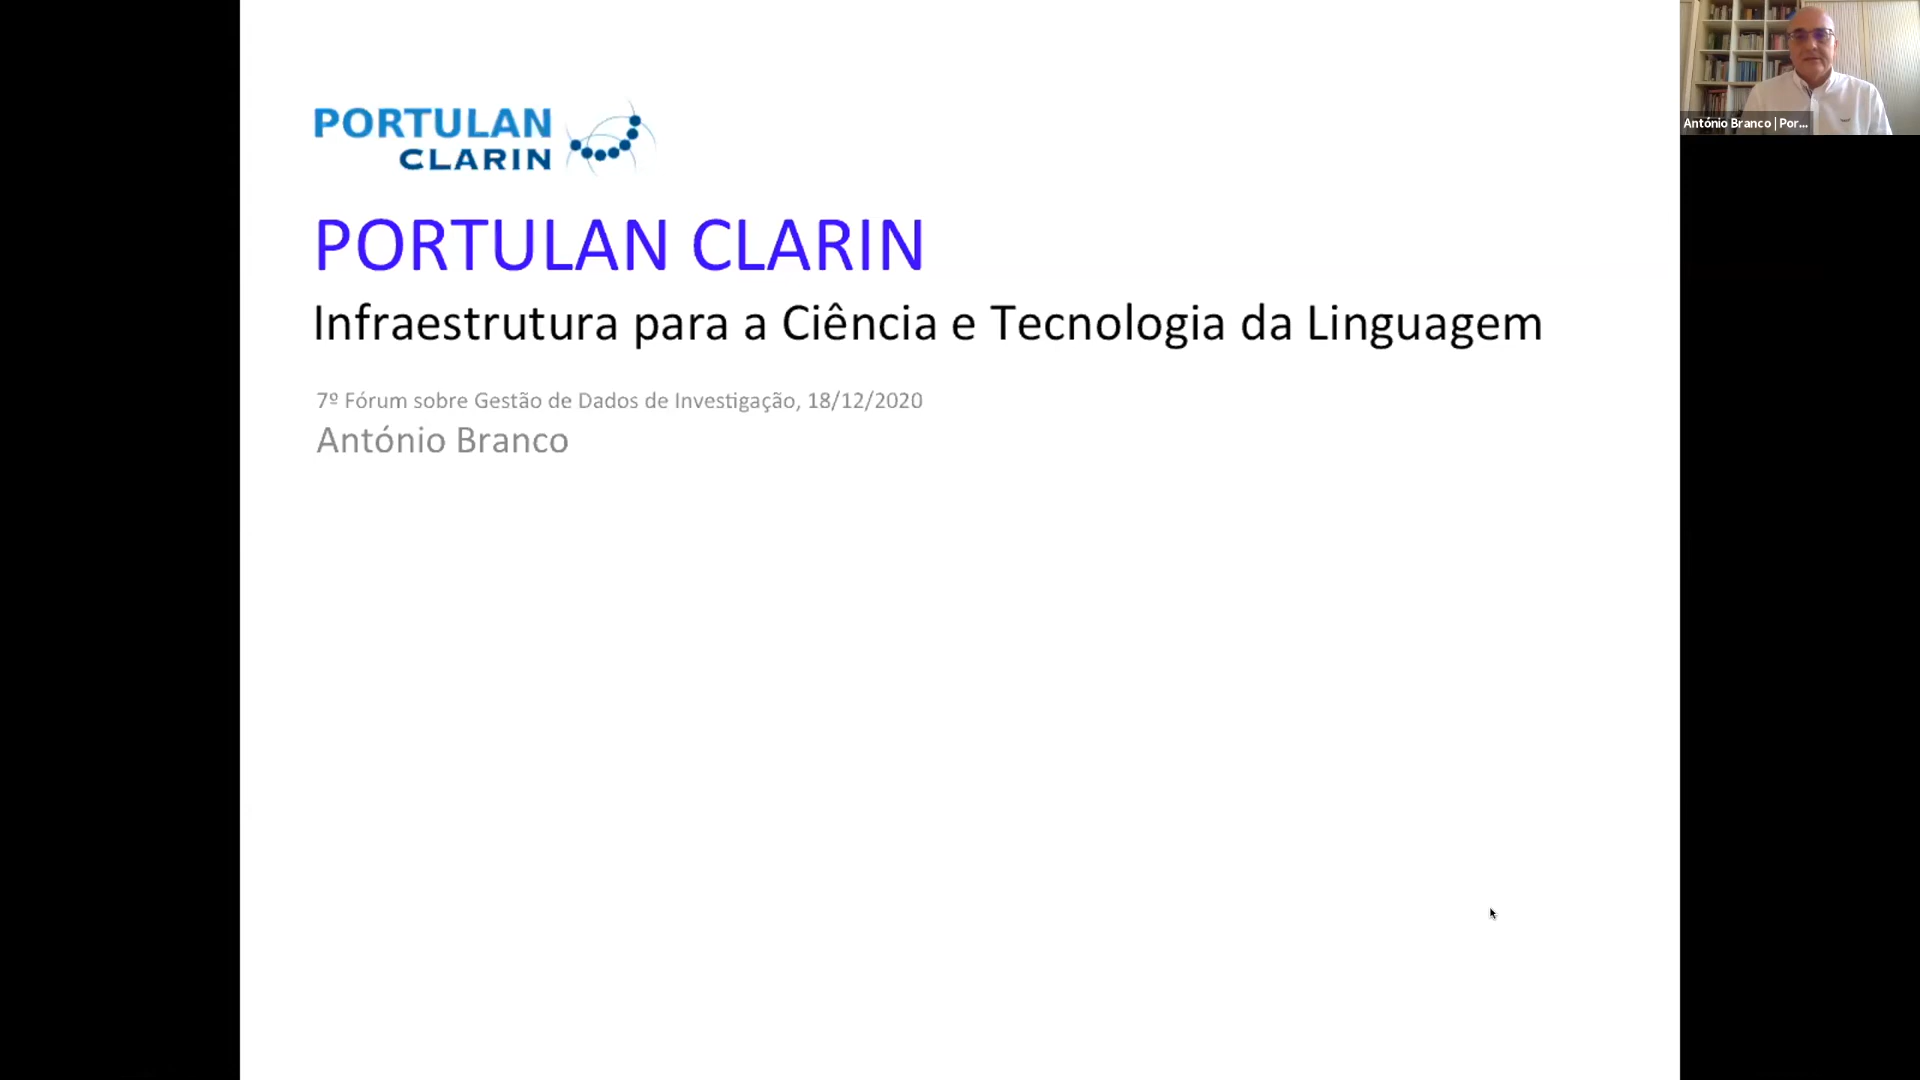 PORTULAN
CLARIN
PORTULAN CLARIN
Infraestrutura para a Ciência e Tecnologia da Linguagem
7º Fórum sobre Gestão de Dados de Investigação, 18/12/2020
António Branco
António Branco | Por...